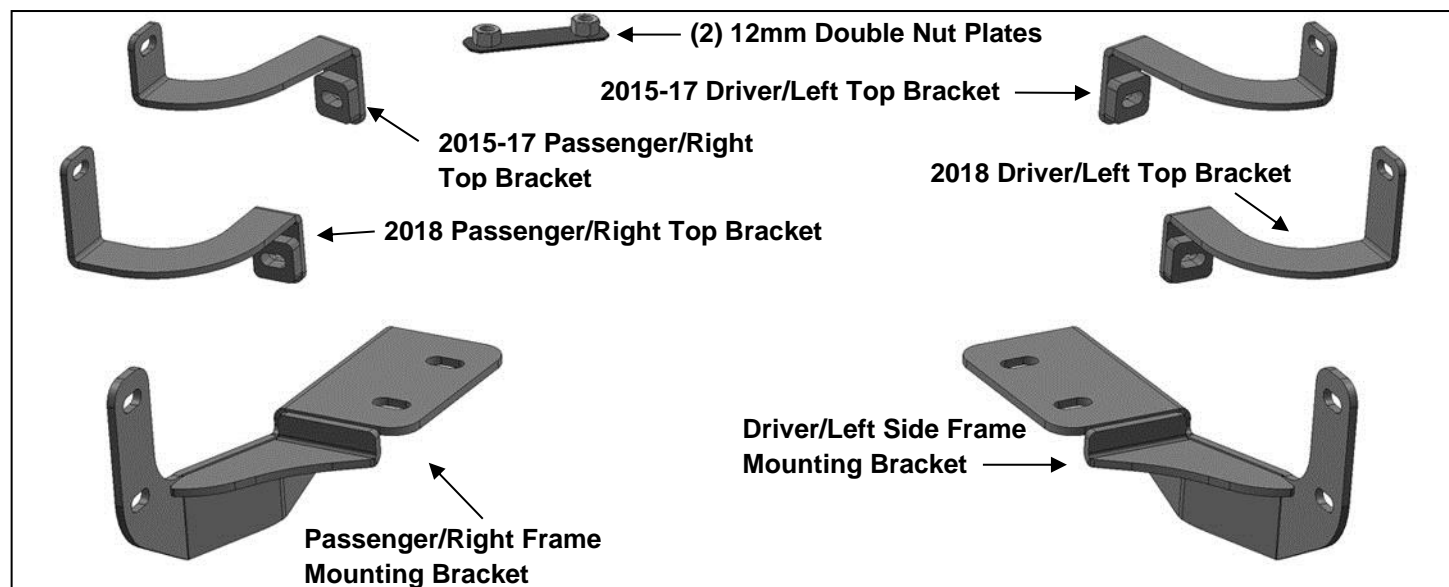 (2) 12mm Double Nut Plates
2015-17 Driver/Left Top Bracket
2015-17 Passenger/Right
Top Bracket
2018 Driver/Left Top Bracket
2018 Passenger/Right Top Bracket
Driver/Left Side Frame
Mounting Bracket
Passenger/Right Frame
Mounting Bracket